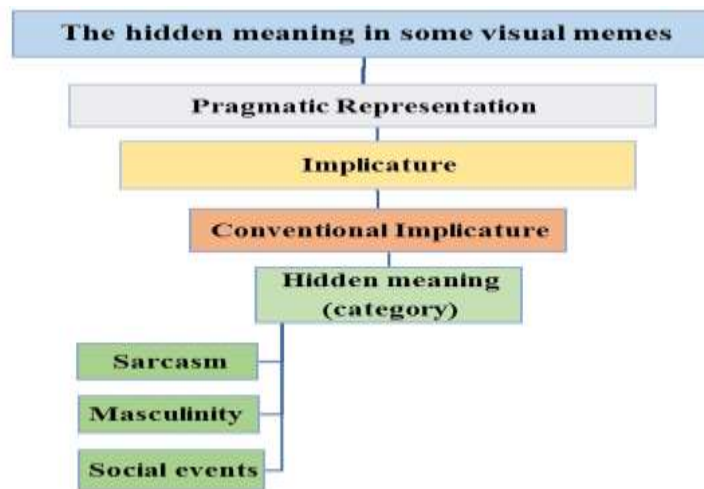 The hidden meaning in some visual memes
Pragmatic Representation
Implicature
Conventional Implicature
Hidden meaning
(category)
Sarcasm
Masculinity
Social events